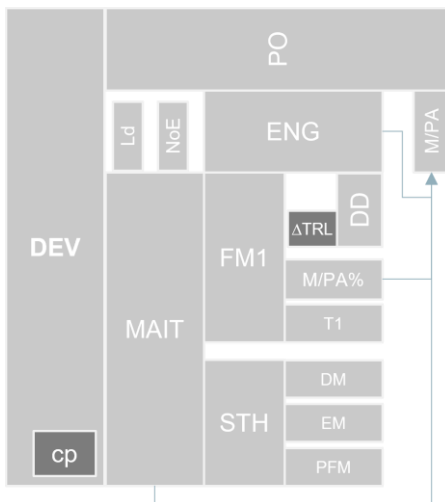 PO
Ld
NoE
ENG
M/PA
DEV
MAIT
FM1
ΔTRL
DD
M/PA%
T1
STH
DM
EM
PFM
cp